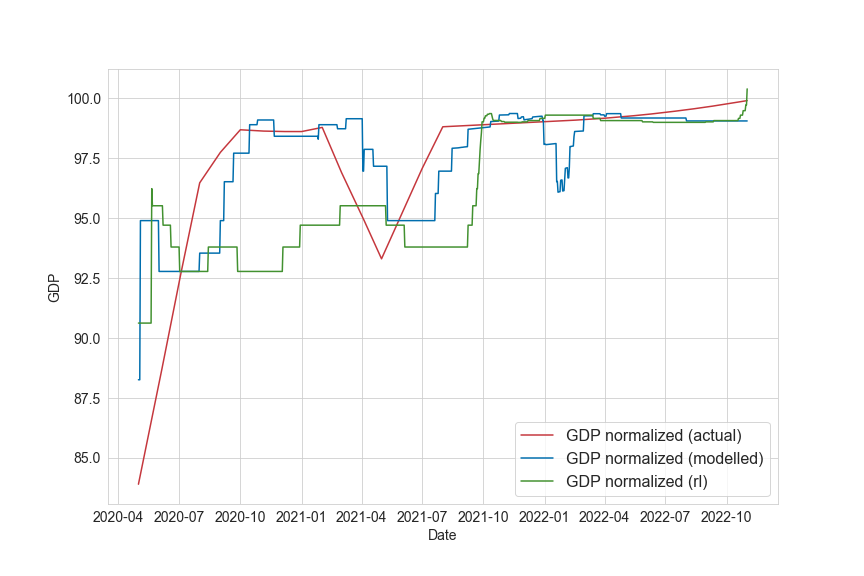 100.0
97.5
95.0
92.5
90.0
87.5
85.0
GDP
GDP normalized (actual)
GDP normalized (modelled)
GDP normalized (rl)
2020-04 2020-07 2020-10 2021-01 2021-04 2021-07 2021-10 2022-01 2022-04 2022-07 2022-10
Date